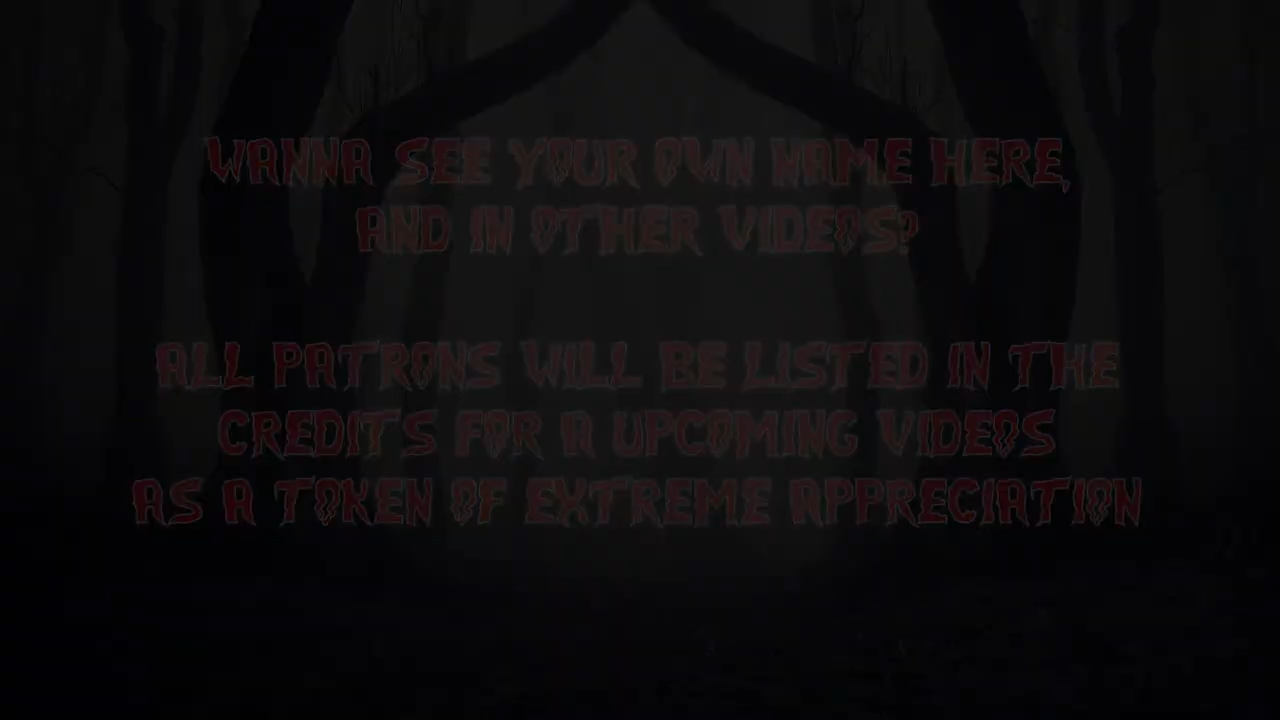 WANNA SEE YOUR OWN NAME HERE,
AND IN OTHER VIDEOS?
ALL PATRONS WILL BE LISTED IN THE
CREDITS FOR A UPCOMING VIDEOS
AS A TOKEN OF EXTREME APPRECIATION